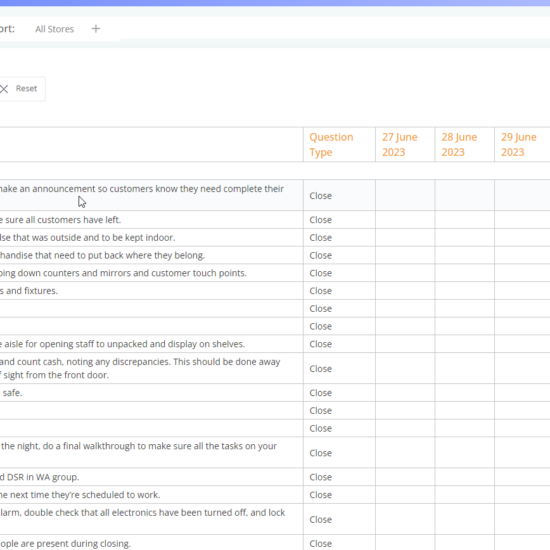 ort: All Stores +
Reset
Question Type 27 June 2023 28 June 2023 29 June 2023
make an announcement so customers know they need complete their Close
e sure all customers have left. Close
lse that was outside and to be kept indoor. Close
handise that need to put back where they belong. Close
ping down counters and mirrors and customer touch points. Close
s and fixtures. Close
Close
Close
e aisle for opening staff to unpacked and display on shelves. Close
and count cash, noting any discrepancies. This should be done away
f sight from the front door. Close
safe. Close
Close
Close
the night, do a final walkthrough to make sure all the tasks on your Close
d DSR in WA group. Close
he next time they're scheduled to work. Close
larm, double check that all electronics have been turned off, and lock Close
ople are present during closing. Close